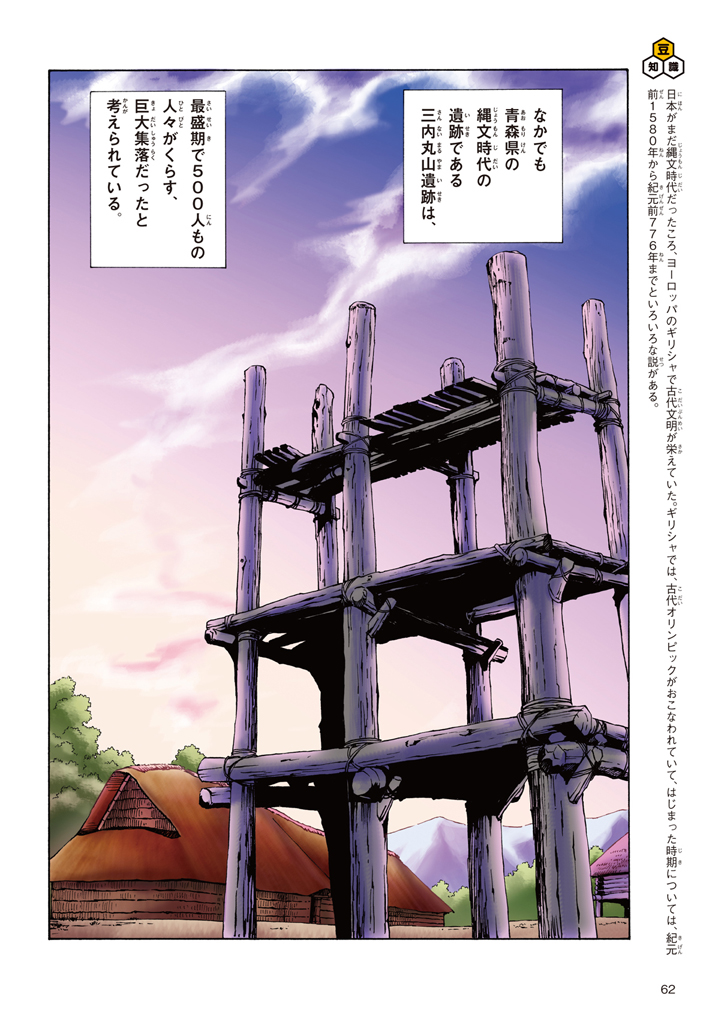 豆知識
日本がまだ縄文時代だったころ、ヨーロッパのギリシャで古代文明が栄えていた。ギリシャでは、古代オリンピックがおこなわれていて、はじまった時期については、紀元
前1580年から紀元前776年までといろいろな説がある。
なかでも
青森県の
縄文時代の
遺跡である
三内丸山遺跡は、
最盛期で500人もの
人々がくらす、
巨大集落だったと
考えられている。
62